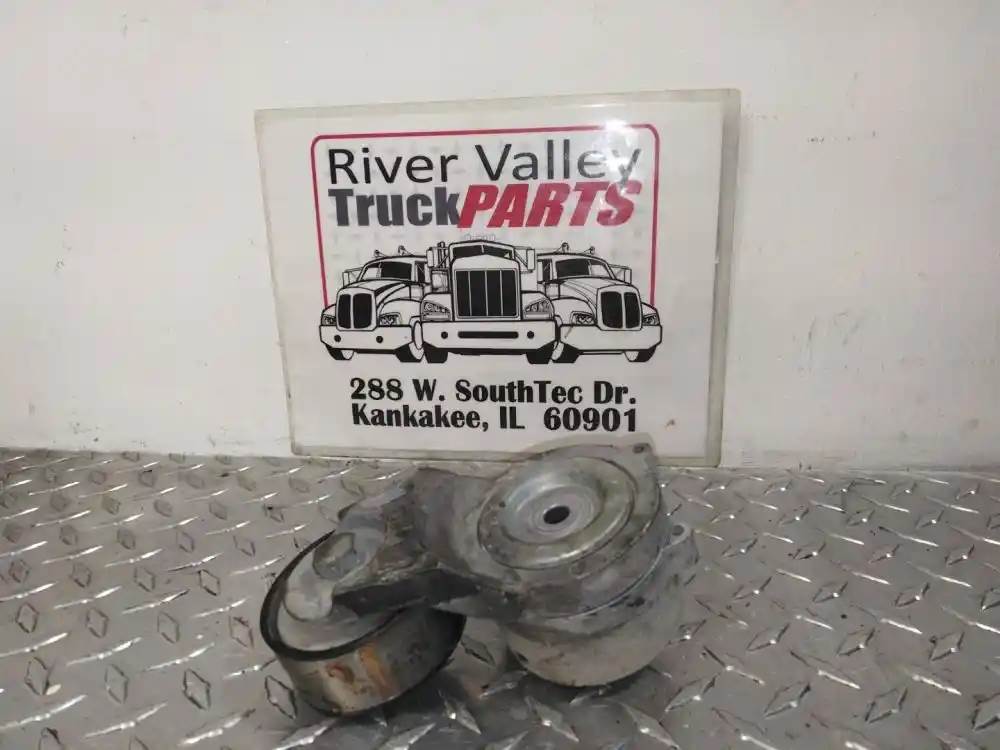 River Valley
TruckPARTS
288 W. SouthTec Dr.
Kankakee, IL 60901